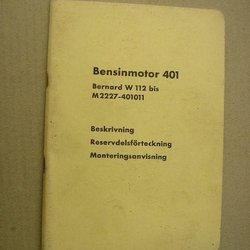 Bensinmotor 401
Bernard W 112 bis
M2227-401011
Beskrivning
Reservdelsförteckning
Monteringsanvisning